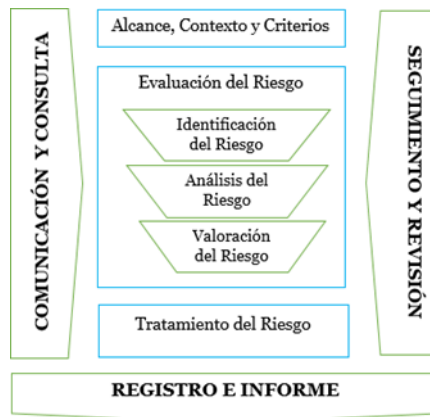 COMUNICACIÓN Y CONSULTA
Alcance, Contexto y Criterios
Evaluación del Riesgo
Identificación
del Riesgo
Análisis del
Riesgo
Valoración
del Riesgo
Tratamiento del Riesgo
SEGUIMIENTO Y REVISIÓN
REGISTRO E INFORME